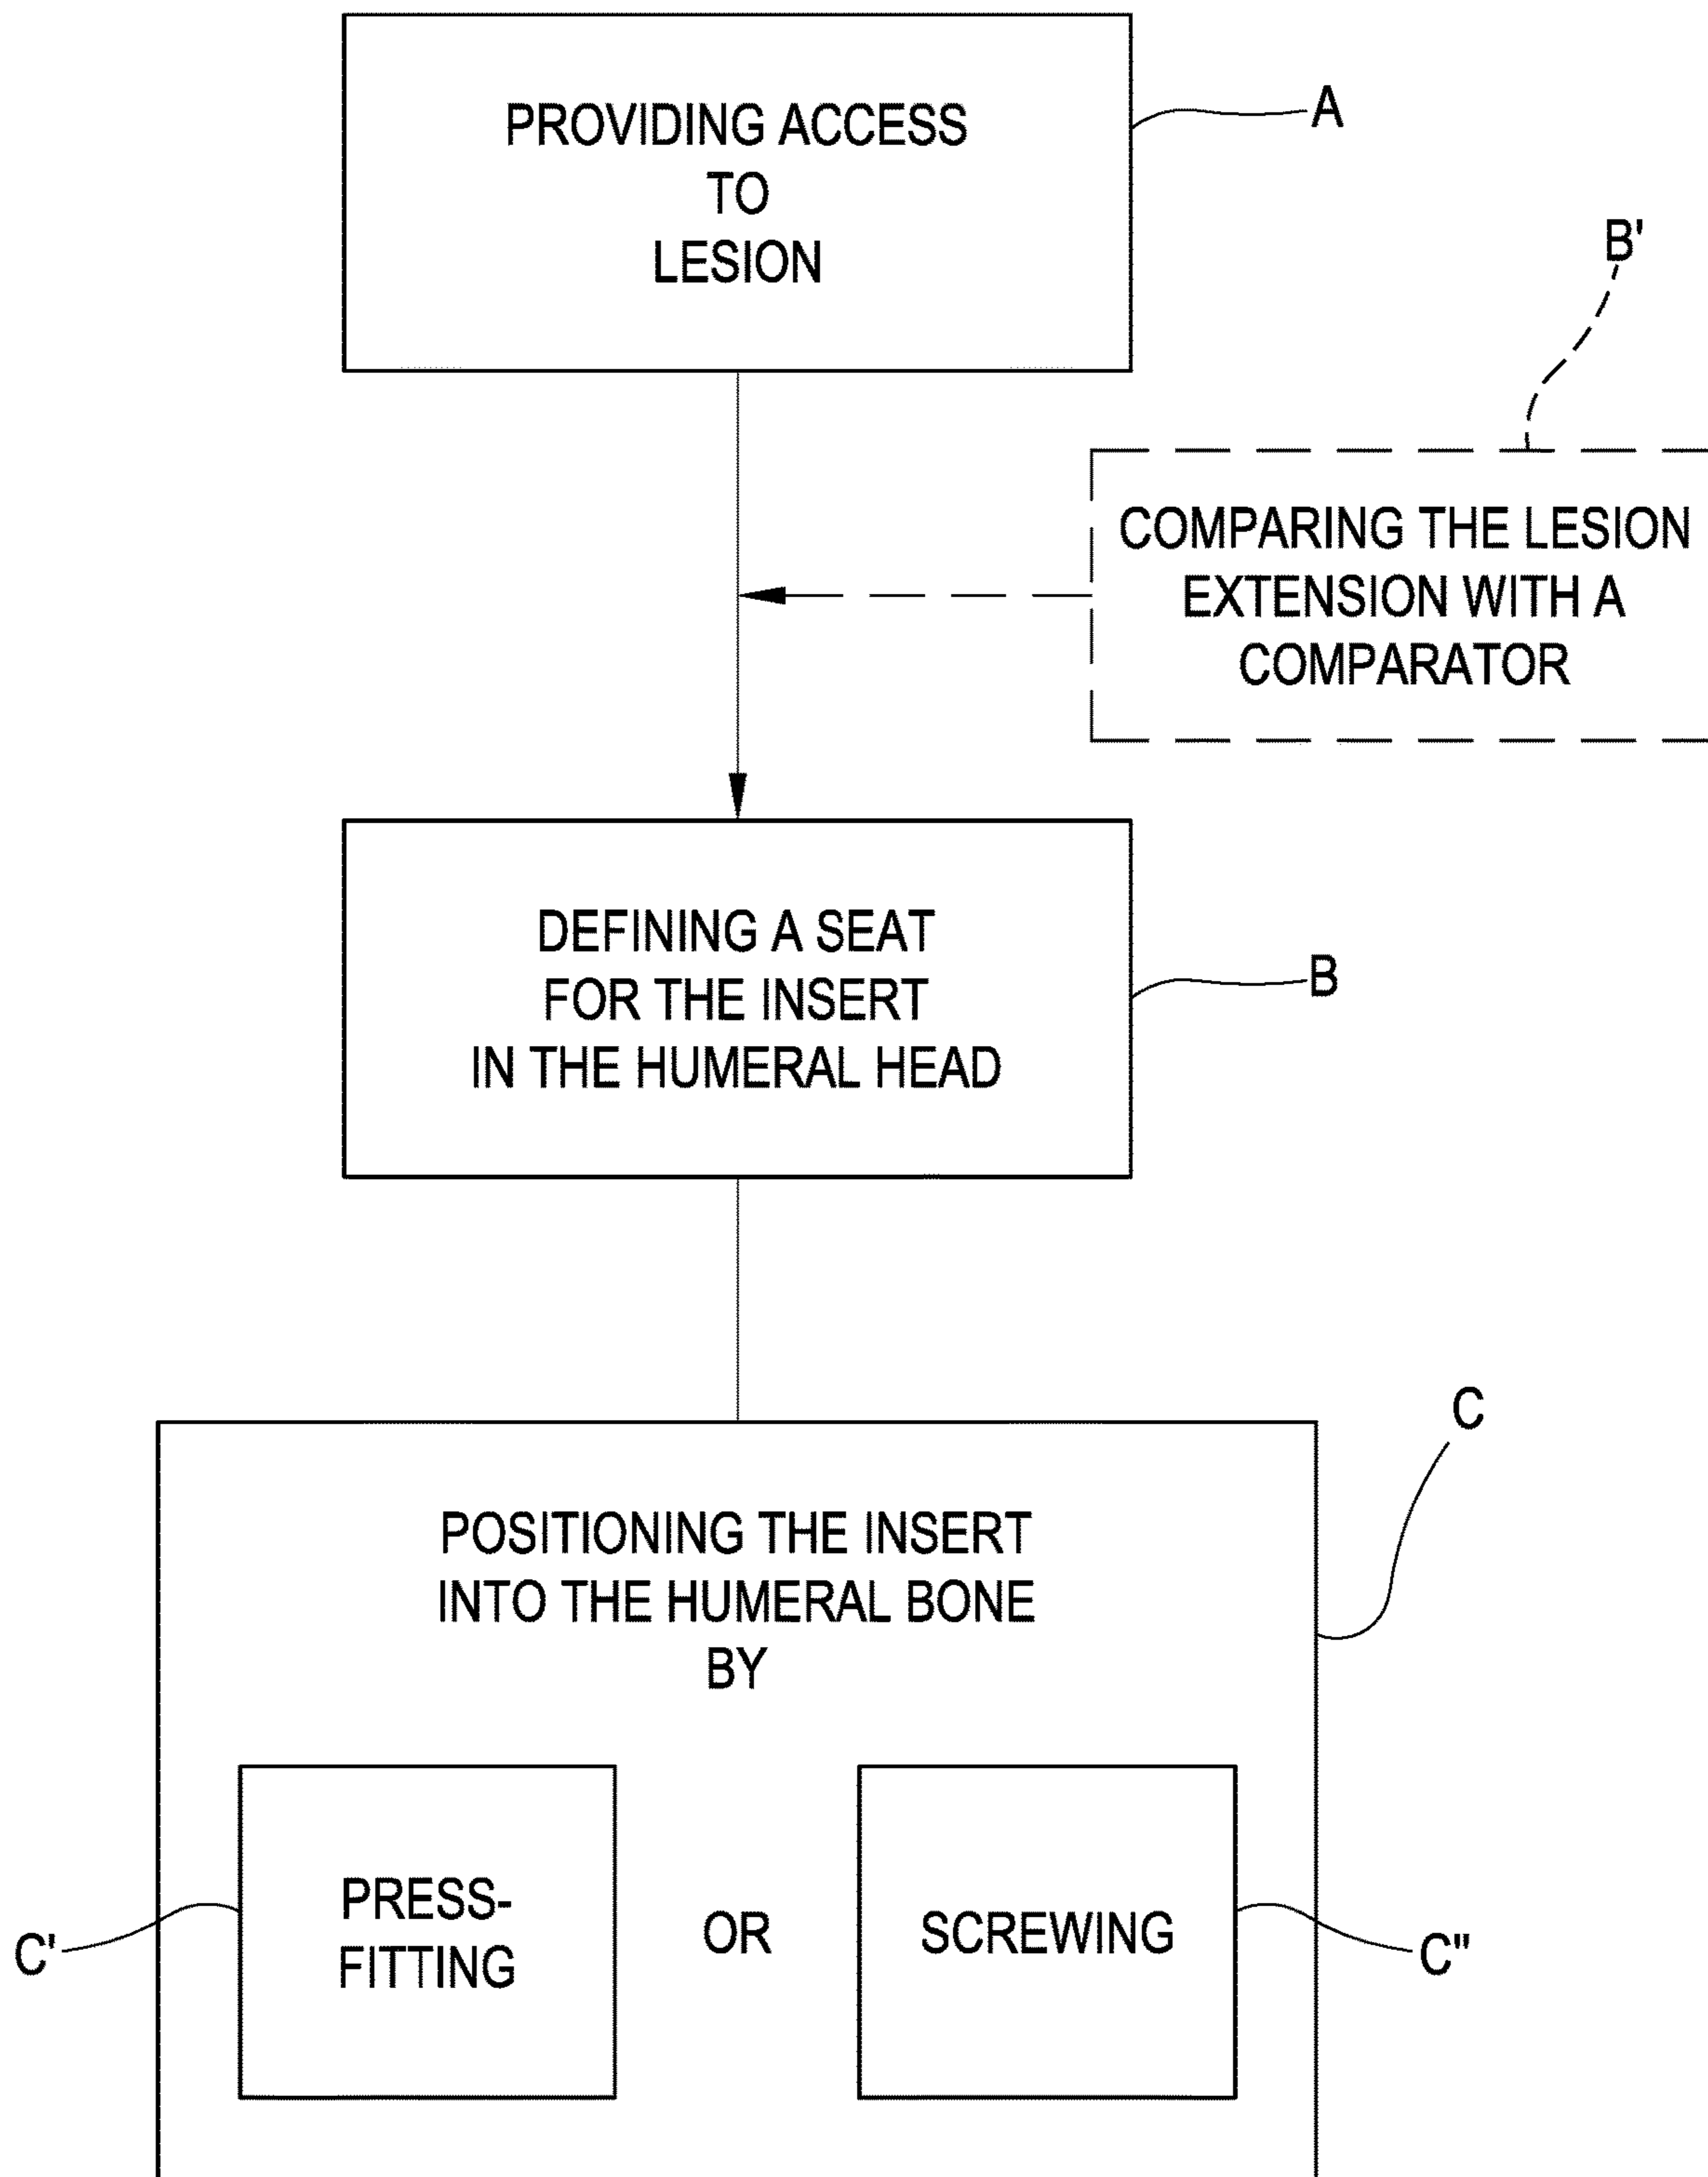 PROVIDING ACCESS
TO
LESION
A
B'
COMPARING THE LESION
EXTENSION WITH A
COMPARATOR
DEFINING A SEAT
FOR THE INSERT
IN THE HUMERAL HEAD
B
C
POSITIONING THE INSERT
INTO THE HUMERAL BONE
BY
PRESS-
FITTING
C'
OR
SCREWING
C"